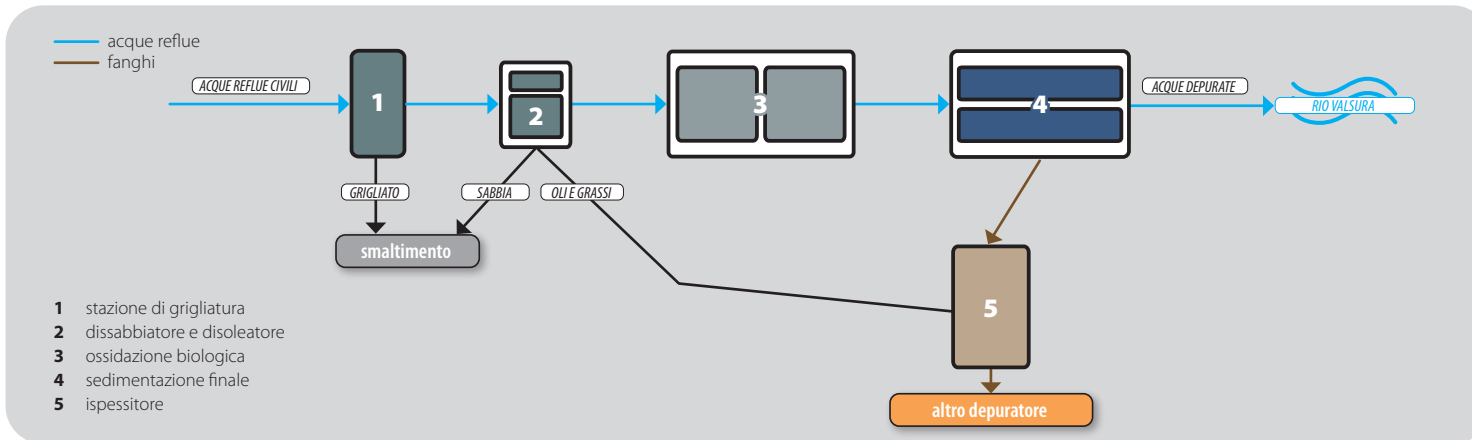 acque reflue
fanghi
ACQUE REFLUE CIVILI
1
2
3
4
ACQUE DEPURATE
RIO VALSURA
GRIGLIATO
SABBIA
OLI E GRASSI
smaltimento
5
altro depuratore
1 stazione di grigliatura
2 dissabbiatore e disoleatore
3 ossidazione biologica
4 sedimentazione finale
5 ispessitore